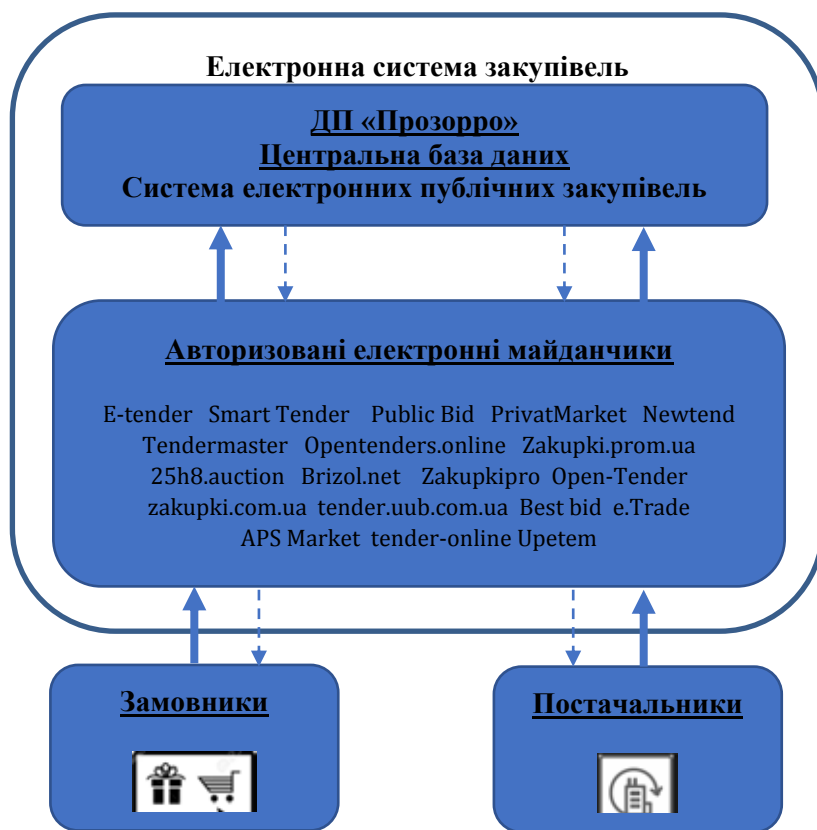 Електронна система закупівель
ДП «Прозорро»
Центральна база даних
Система електронних публічних закупівель
Авторизовані електронні майданчики
E-tender Smart Tender Public Bid PrivatMarket Newtend
Tendermaster Opentenders.online Zakupki.prom.ua
25h8.auction Brizol.net Zakupkipro Open-Tender
zakupki.com.ua tender.uub.com.ua Best bid e.Trade
APS Market tender-online Upetem
Замовники
Постачальники